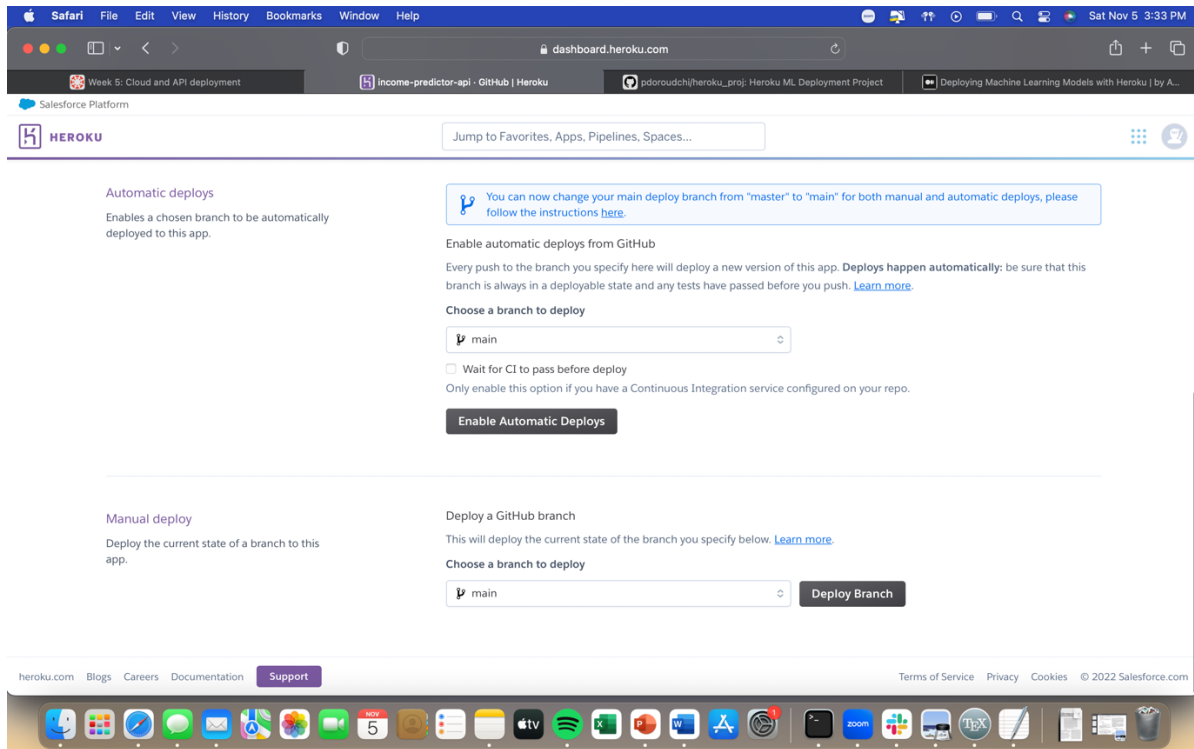 Safari File Edit View History Bookmarks Window Help Sat Nov 5 3:33 PM
dashboard.heroku.com
Week 5: Cloud and API deployment
income-predictor-api · GitHub | Heroku
pdoroudchi/heroku_proj: Heroku ML Deployment Project
Deploying Machine Learning Models with Heroku | by A...
Salesforce Platform
HEROKU
Jump to Favorites, Apps, Pipelines, Spaces...
Automatic deploys
Enables a chosen branch to be automatically
deployed to this app.
You can now change your main deploy branch from "master" to "main" for both manual and automatic deploys, please
follow the instructions here.
Enable automatic deploys from GitHub
Every push to the branch you specify here will deploy a new version of this app. Deploys happen automatically: be sure that this
branch is always in a deployable state and any tests have passed before you push. Learn more.
Choose a branch to deploy
main
Wait for CI to pass before deploy
Only enable this option if you have a Continuous Integration service configured on your repo.
Enable Automatic Deploys
Manual deploy
Deploy the current state of a branch to this
app.
Deploy a GitHub branch
This will deploy the current state of the branch you specify below. Learn more.
Choose a branch to deploy
main
Deploy Branch
heroku.com Blogs Careers Documentation Support
Terms of Service Privacy Cookies © 2022 Salesforce.com
NOV
5
tv
X
P
W
1
zoom
TEX